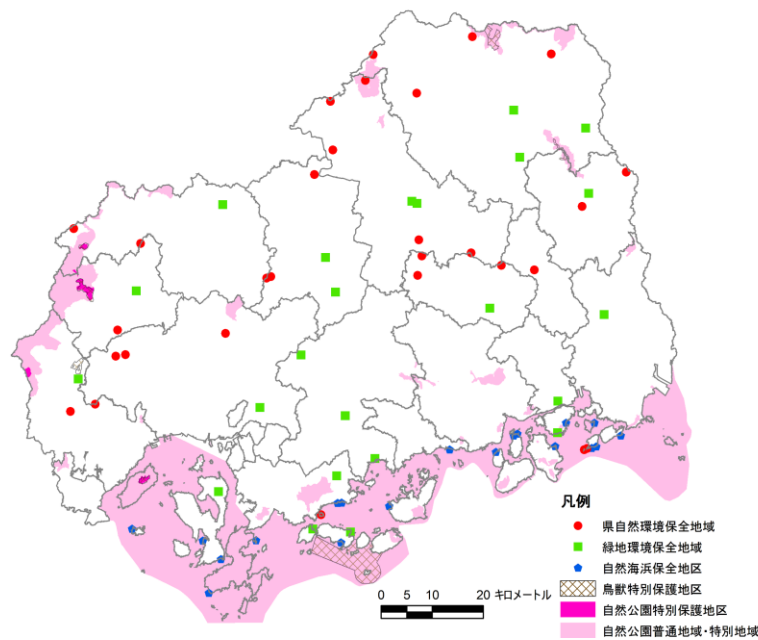 凡例
県自然環境保全地域
緑地環境保全地域
自然海浜保全地区
鳥獣特別保護地区
自然公園特別保護地区
自然公園普通地域・特別地域
0 5 10 20 キロメートル